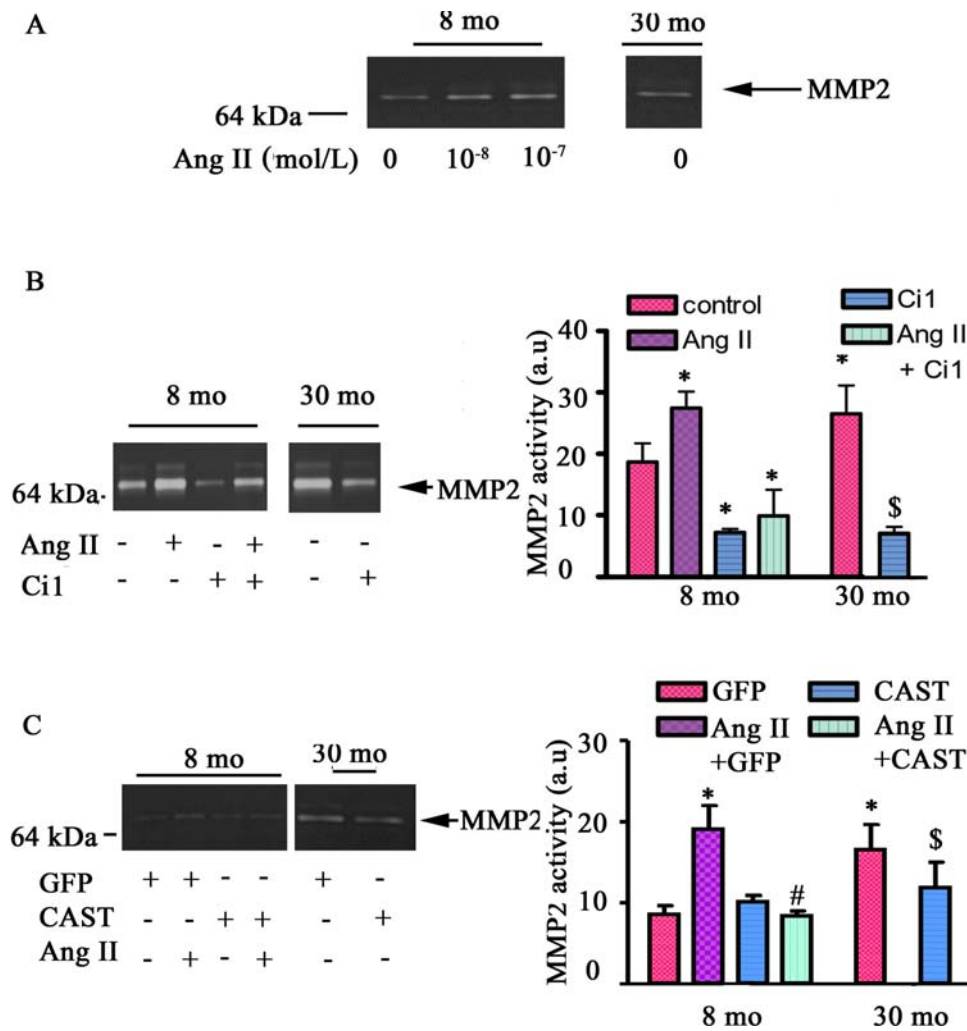 A
8 mo 30 mo
MMP2
64 kDa
Ang II (mol/L) 0 10⁻⁸ 10⁻⁷ 0
B
control Ci1
Ang II Ang II + Ci1
8 mo 30 mo
64 kDa MMP2
Ang II - + - + - -
Ci1 - - + + - +
MMP2 activity (a.u)
40
30
20
10
0
* * * * $
8 mo 30 mo
C
GFP CAST
Ang II +GFP Ang II +CAST
8 mo 30 mo
64 kDa MMP2
GFP + + - - + -
CAST - - + + - +
Ang II - + - + - -
MMP2 activity (a.u)
30
20
10
0
* # * $
8 mo 30 mo